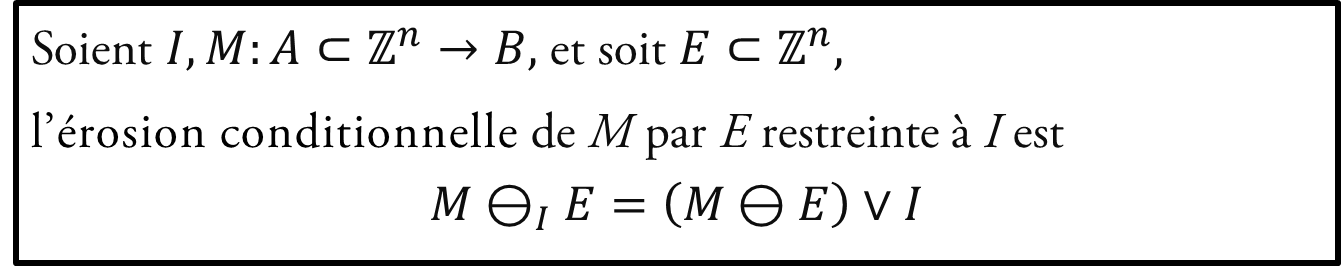 Soient I, M: A ⊂ ℤⁿ → B, et soit E ⊂ ℤⁿ,
l’érosion conditionnelle de M par E restreinte à I est
M ⊖_I E = (M ⊖ E) ∨ I